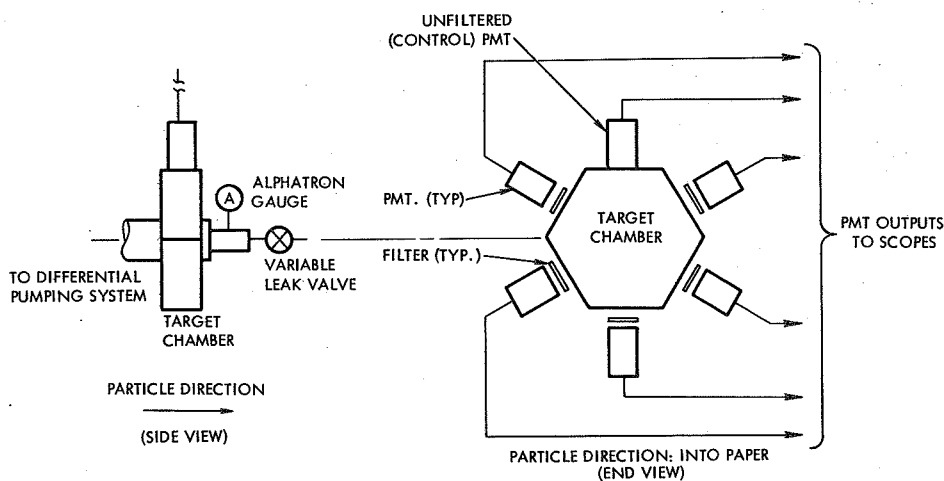 UNFILTERED
(CONTROL) PMT
ALPHATRON
GAUGE
A
PMT. (TYP)
TARGET
CHAMBER
PMT OUTPUTS
TO SCOPES
FILTER (TYP.)
VARIABLE
LEAK VALVE
TO DIFFERENTIAL
PUMPING SYSTEM
TARGET
CHAMBER
PARTICLE DIRECTION
(SIDE VIEW)
PARTICLE DIRECTION: INTO PAPER
(END VIEW)